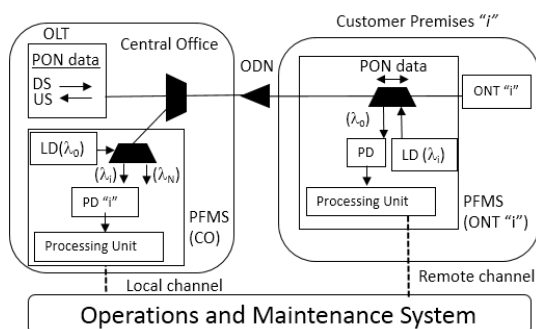 OLT
PON data
DS
US
Central Office
LD(λ₀)
(λᵢ)
(λN)
PD "i"
Processing Unit
PFMS
(CO)
Local channel
ODN
Customer Premises "i"
PON data
ONT "i"
(λ₀)
PD
LD (λᵢ)
Processing Unit
PFMS
(ONT "i")
Remote channel
Operations and Maintenance System